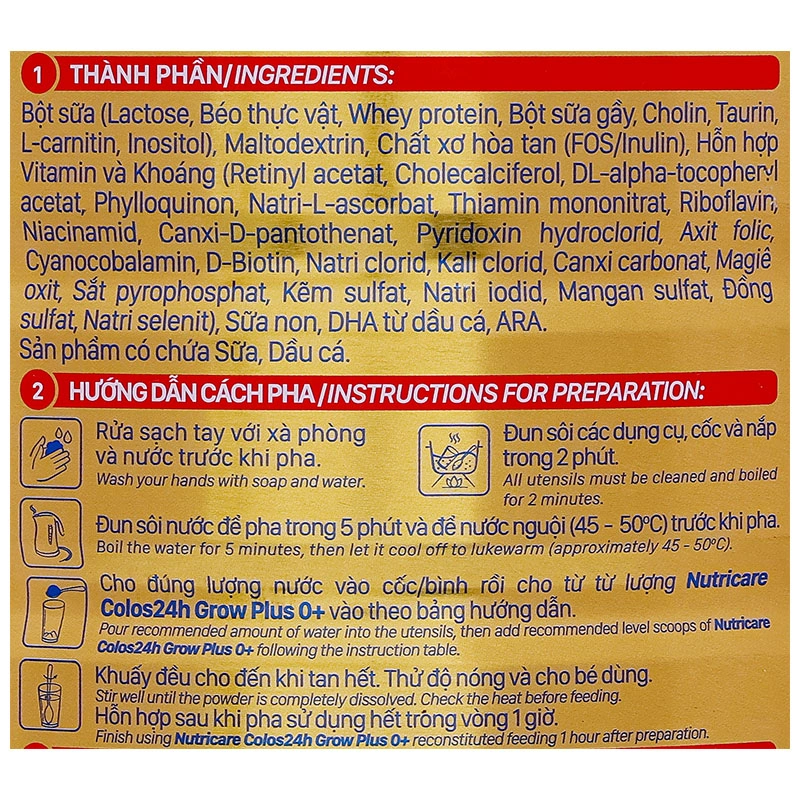 1 THÀNH PHẦN/INGREDIENTS:
Bột sữa (Lactose, Béo thực vật, Whey protein, Bột sữa gầy, Cholin, Taurin,
L-carnitin, Inositol), Maltodextrin, Chất xơ hòa tan (FOS/Inulin), Hỗn hợp
Vitamin và Khoáng (Retinyl acetat, Cholecalciferol, DL-alpha-tocopheryl
acetat, Phylloquinon, Natri-L-ascorbat, Thiamin mononitrat, Riboflavin,
Niacinamid, Canxi-D-pantothenat, Pyridoxin hydroclorid, Axit folic,
Cyanocobalamin, D-Biotin, Natri clorid, Kali clorid, Canxi carbonat, Magiê
oxit, Sắt pyrophosphat, Kẽm sulfat, Natri iodid, Mangan sulfat, Đồng
sulfat, Natri selenit), Sữa non, DHA từ dầu cá, ARA.
Sản phẩm có chứa Sữa, Dầu cá.
2 HƯỚNG DẪN CÁCH PHA/INSTRUCTIONS FOR PREPARATION:
Rửa sạch tay với xà phòng
và nước trước khi pha.
Wash your hands with soap and water.
Đun sôi các dụng cụ, cốc và nắp
trong 2 phút.
All utensils must be cleaned and boiled
for 2 minutes.
Đun sôi nước để pha trong 5 phút và để nước nguội (45 - 50ºC) trước khi pha.
Boil the water for 5 minutes, then let it cool off to lukewarm (approximately 45 - 50ºC).
Cho đúng lượng nước vào cốc/bình rồi cho từ từ lượng Nutricare
Colos24h Grow Plus 0+ vào theo bảng hướng dẫn.
Pour recommended amount of water into the utensils, then add recommended level scoops of Nutricare
Colos24h Grow Plus 0+ following the instruction table.
Khuấy đều cho đến khi tan hết. Thử độ nóng và cho bé dùng.
Stir well until the powder is completely dissolved. Check the heat before feeding.
Hỗn hợp sau khi pha sử dụng hết trong vòng 1 giờ.
Finish using Nutricare Colos24h Grow Plus 0+ reconstituted feeding 1 hour after preparation.